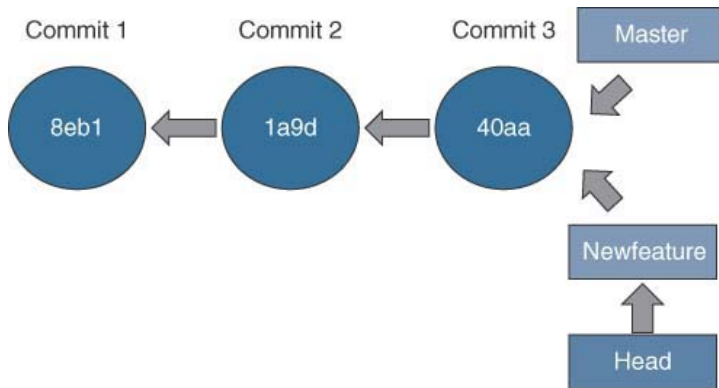 Commit 1
Commit 2
Commit 3
Master
8eb1
1a9d
40aa
Newfeature
Head